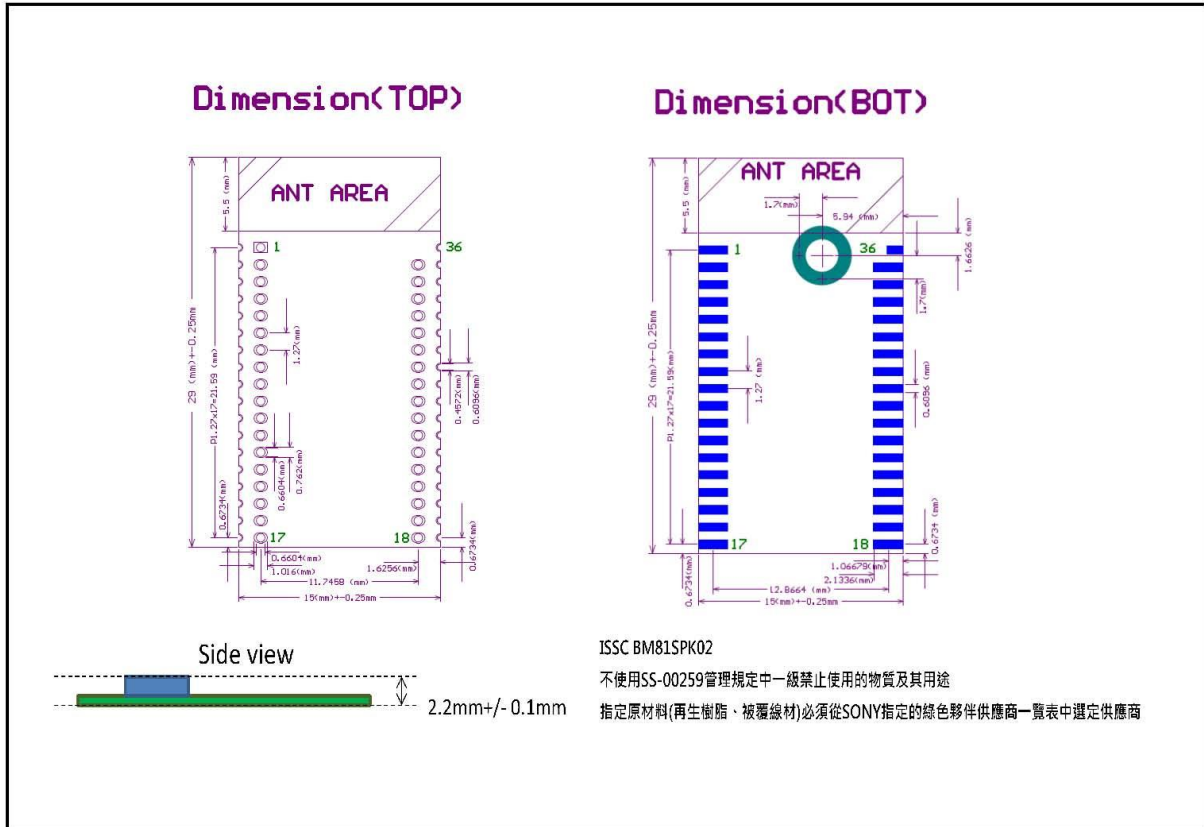 Dimension(TOP)
Dimension(BOT)
ANT AREA
5.5 (mm)
1
36
29 (mm)+-0.25mm
P1.27x17=21.59 (mm)
1.27(mm)
0.4572(mm)
0.6096(mm)
0.6604(mm)
0.762(mm)
0.6734(mm)
17
18
0.6604(mm)
1.016(mm)
1.6256(mm)
0.6734(mm)
11.7458 (mm)
15(mm)+-0.25mm
ANT AREA
5.5 (mm)
1.7(mm)
5.94 (mm)
1
36
1.6626 (mm)
1.7(mm)
29 (mm)+-0.25mm
P1.27x17=21.59 (mm)
1.27 (mm)
0.6096 (mm)
17
18
0.6734 (mm)
0.6734(mm)
1.06679(mm)
2.1336(mm)
12.8664 (mm)
15(mm)+-0.25mm
Side view
2.2mm+/- 0.1mm
ISSC BM81SPK02
不使用SS-00259管理規定中一級禁止使用的物質及其用途
指定原材料(再生樹脂、被覆線材)必須從SONY指定的綠色夥伴供應商一覽表中選定供應商